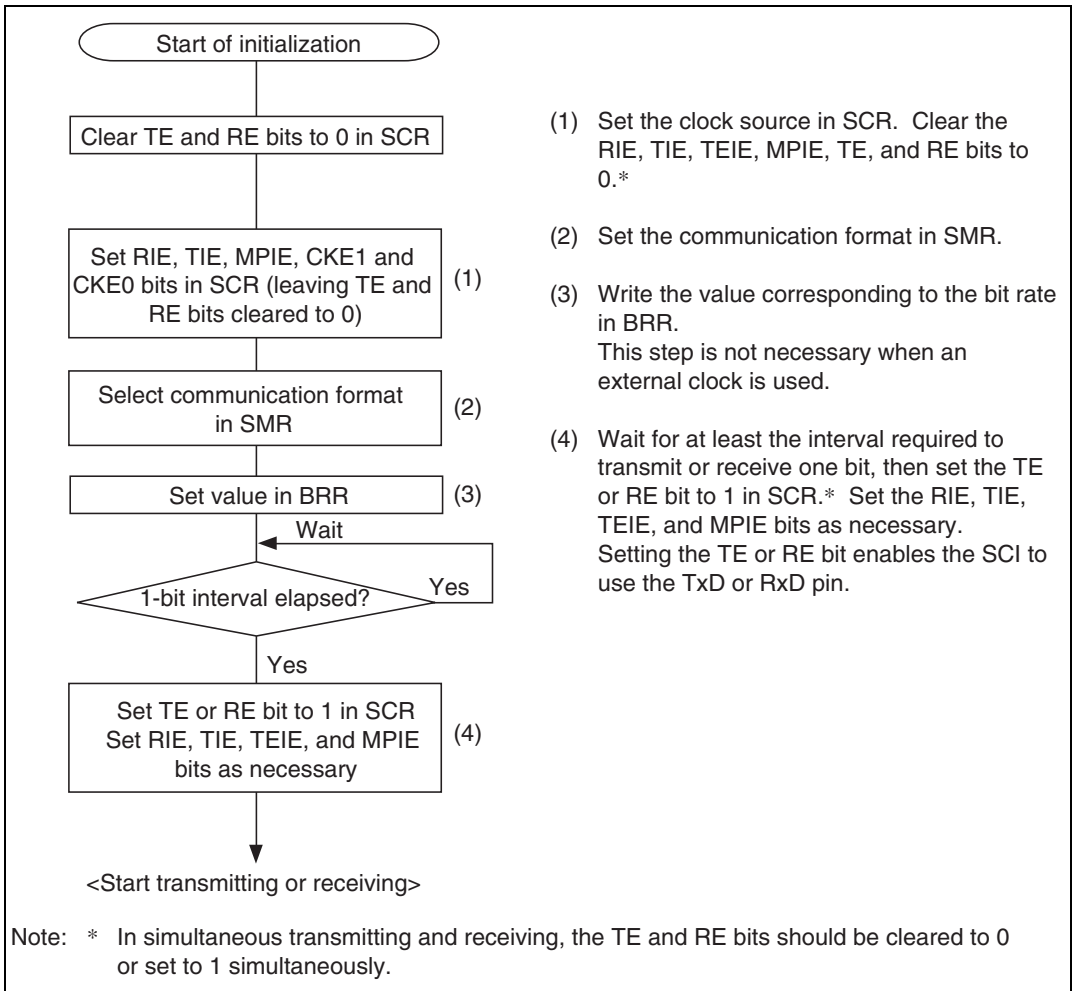 Start of initialization
Clear TE and RE bits to 0 in SCR
Set RIE, TIE, MPIE, CKE1 and
CKE0 bits in SCR (leaving TE and
RE bits cleared to 0)
(1)
Select communication format
in SMR
(2)
Set value in BRR
(3)
Wait
1-bit interval elapsed?
Yes
Yes
Set TE or RE bit to 1 in SCR
Set RIE, TIE, TEIE, and MPIE
bits as necessary
(4)
<Start transmitting or receiving>
(1) Set the clock source in SCR. Clear the
RIE, TIE, TEIE, MPIE, TE, and RE bits to
0.*
(2) Set the communication format in SMR.
(3) Write the value corresponding to the bit rate
in BRR.
This step is not necessary when an
external clock is used.
(4) Wait for at least the interval required to
transmit or receive one bit, then set the TE
or RE bit to 1 in SCR.* Set the RIE, TIE,
TEIE, and MPIE bits as necessary.
Setting the TE or RE bit enables the SCI to
use the TxD or RxD pin.
Note: * In simultaneous transmitting and receiving, the TE and RE bits should be cleared to 0
or set to 1 simultaneously.